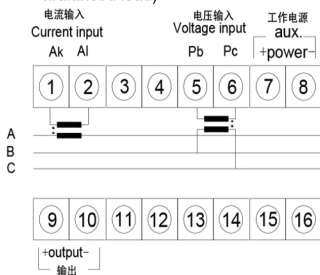 电流输入
Current input
Ak Al
电压输入
Voltage input
Pb Pc
工作电源
aux.
+power-
1 2 3 4 5 6 7 8
A
B
C
9 10 11 12 13 14 15 16
+output-
输出